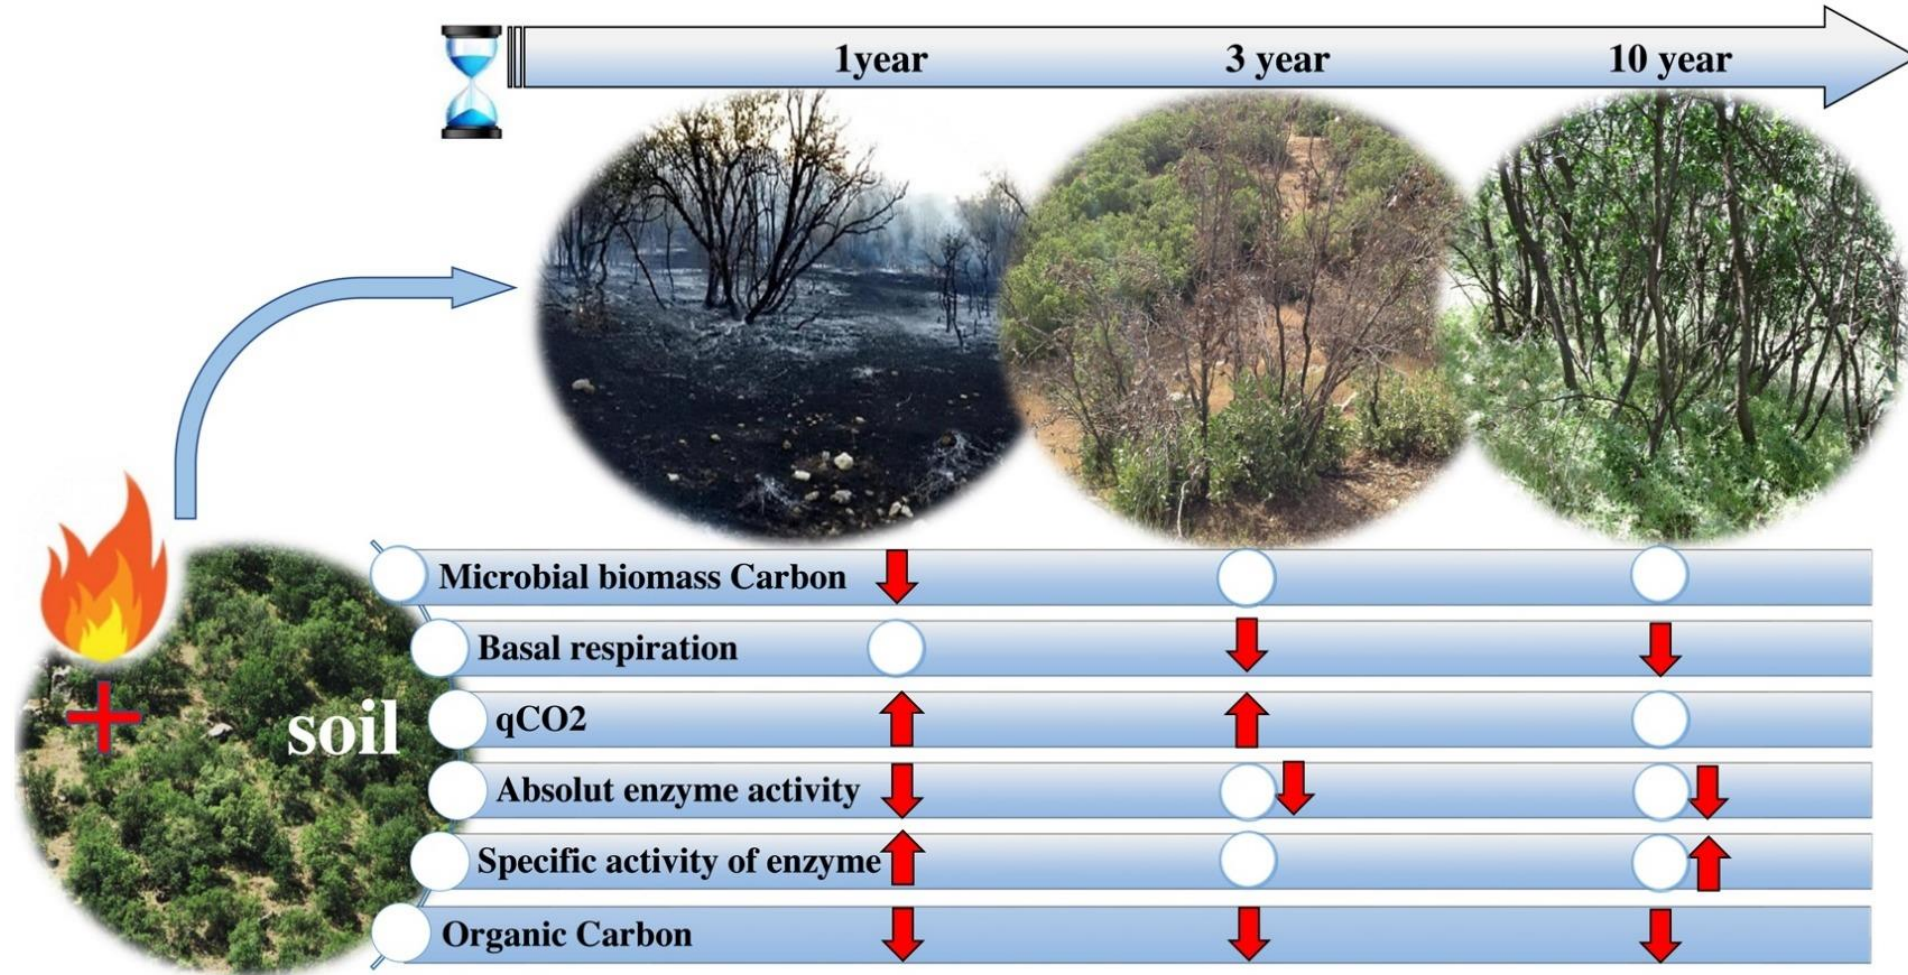 1year
3 year
10 year
soil
Microbial biomass Carbon
Basal respiration
qCO2
Absolut enzyme activity
Specific activity of enzyme
Organic Carbon